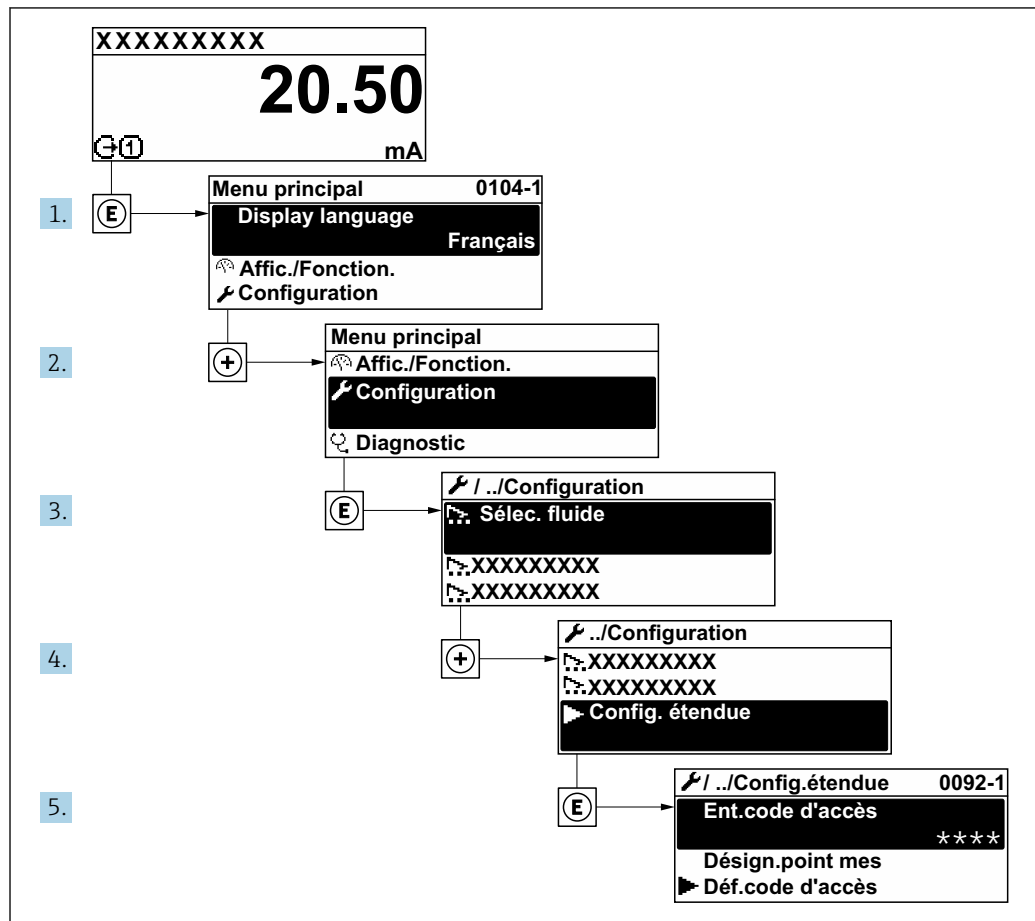 XXXXXXXXX
20.50
1 mA
1. E
Menu principal 0104-1
Display language
Français
Affic./Fonction.
Configuration
2. +
Menu principal
Affic./Fonction.
Configuration
Diagnostic
3. E
/ ../Configuration
Sélec. fluide
XXXXXXXXX
XXXXXXXXX
4. +
../Configuration
XXXXXXXXX
XXXXXXXXX
Config. étendue
5. E
/ ../Config.étendue 0092-1
Ent.code d'accès
****
Désign.point mes
Déf.code d'accès